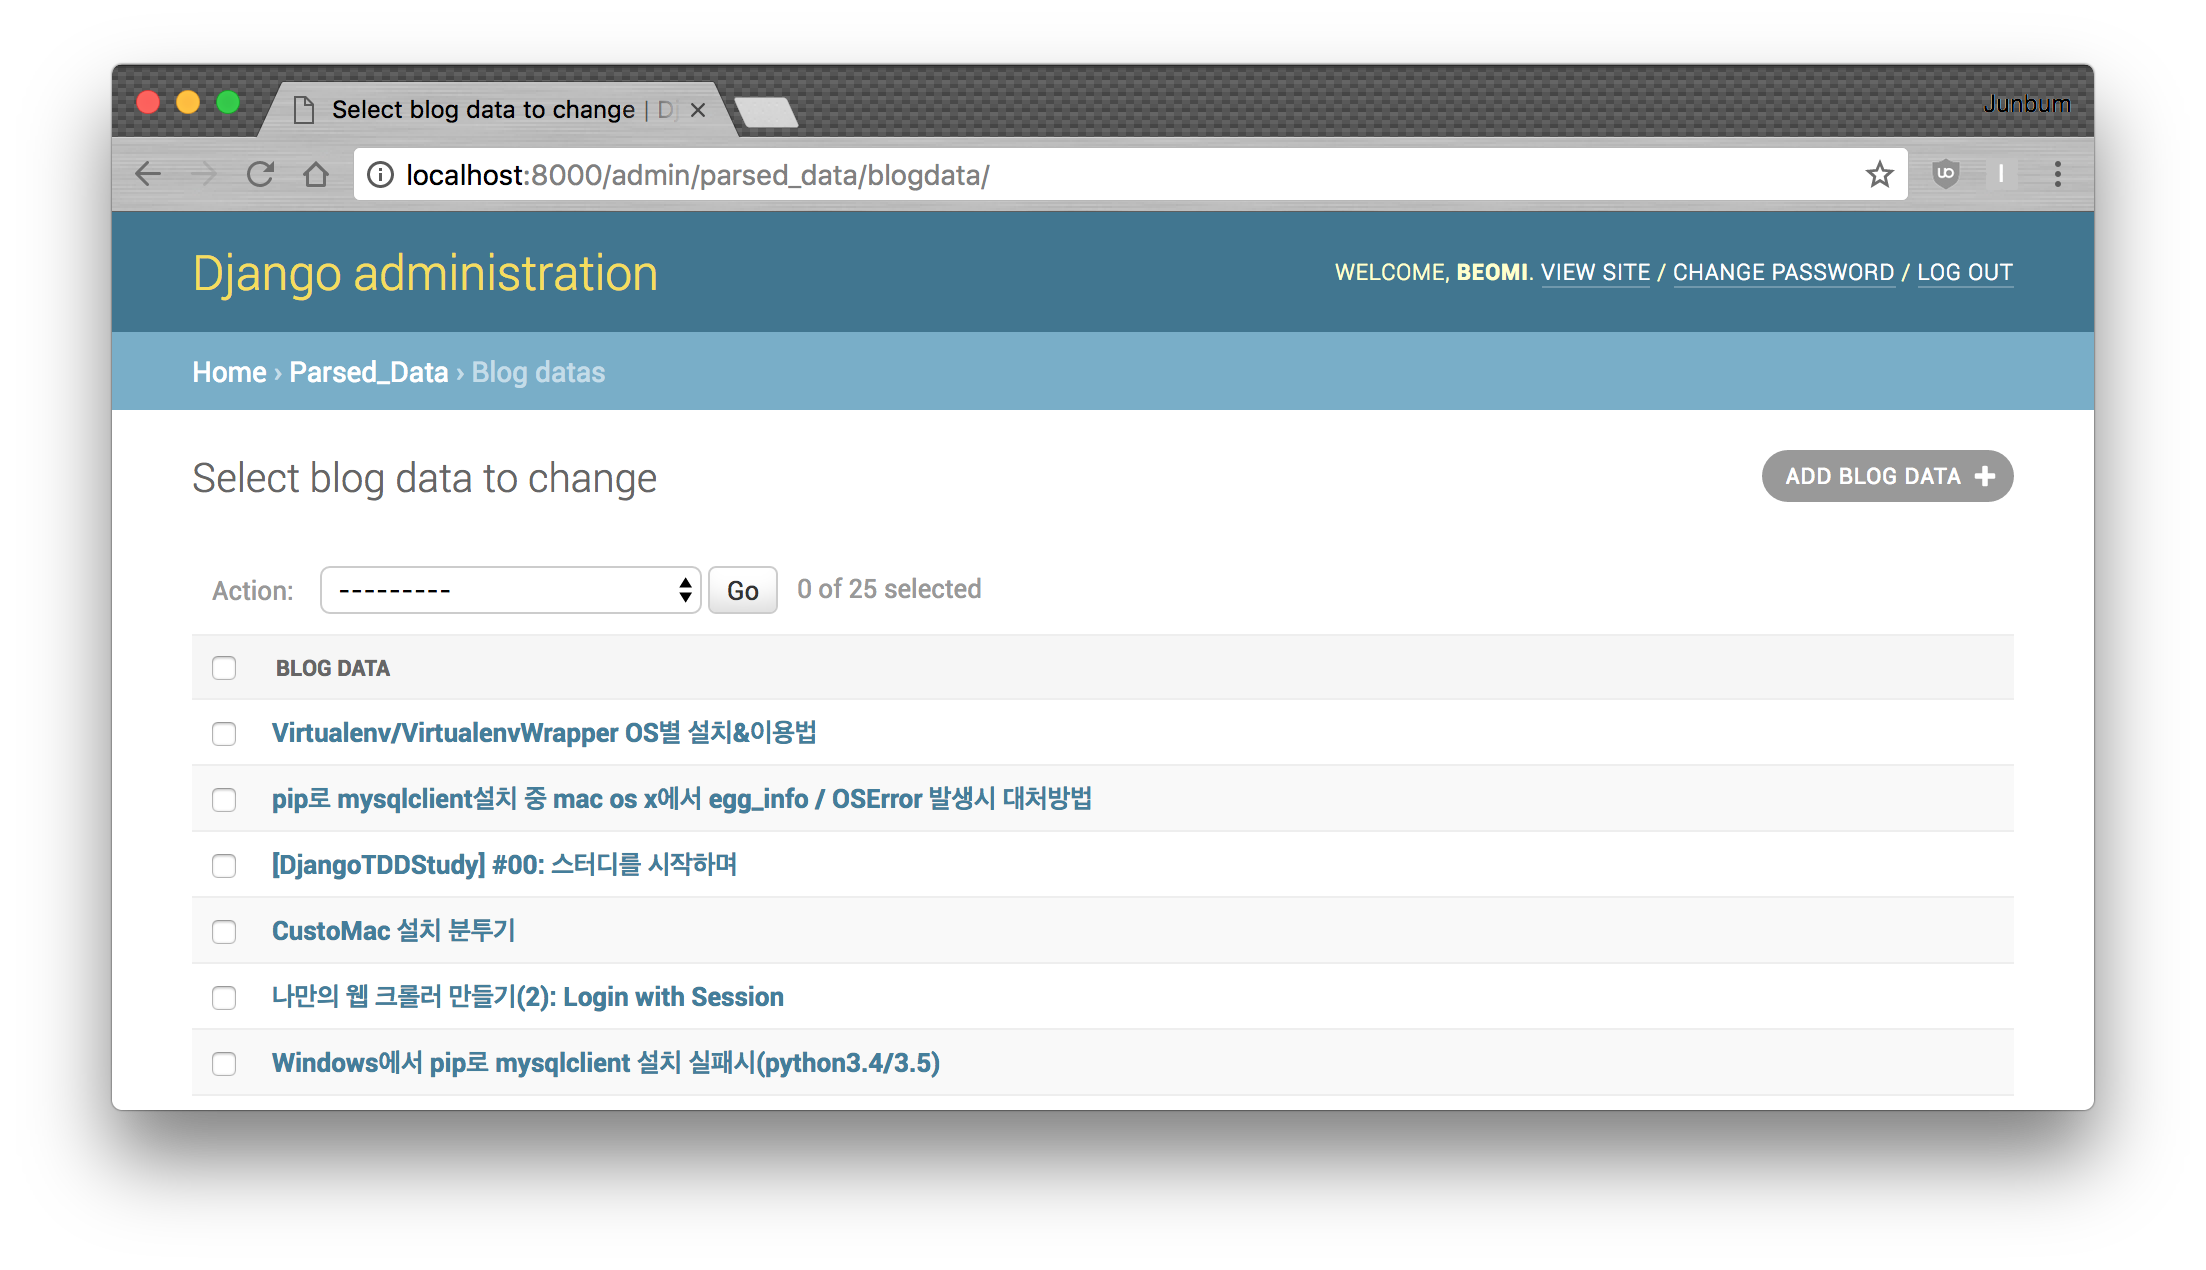 Select blog data to change | Dj
Junbum
localhost:8000/admin/parsed_data/blogdata/
Django administration
WELCOME, BEOMI. VIEW SITE / CHANGE PASSWORD / LOG OUT
Home › Parsed_Data › Blog datas
Select blog data to change
ADD BLOG DATA
Action: --------- Go 0 of 25 selected
BLOG DATA
Virtualenv/VirtualenvWrapper OS별 설치&이용법
pip로 mysqlclient설치 중 mac os x에서 egg_info / OSError 발생시 대처방법
[DjangoTDDStudy] #00: 스터디를 시작하며
CustoMac 설치 분투기
나만의 웹 크롤러 만들기(2): Login with Session
Windows에서 pip로 mysqlclient 설치 실패시(python3.4/3.5)